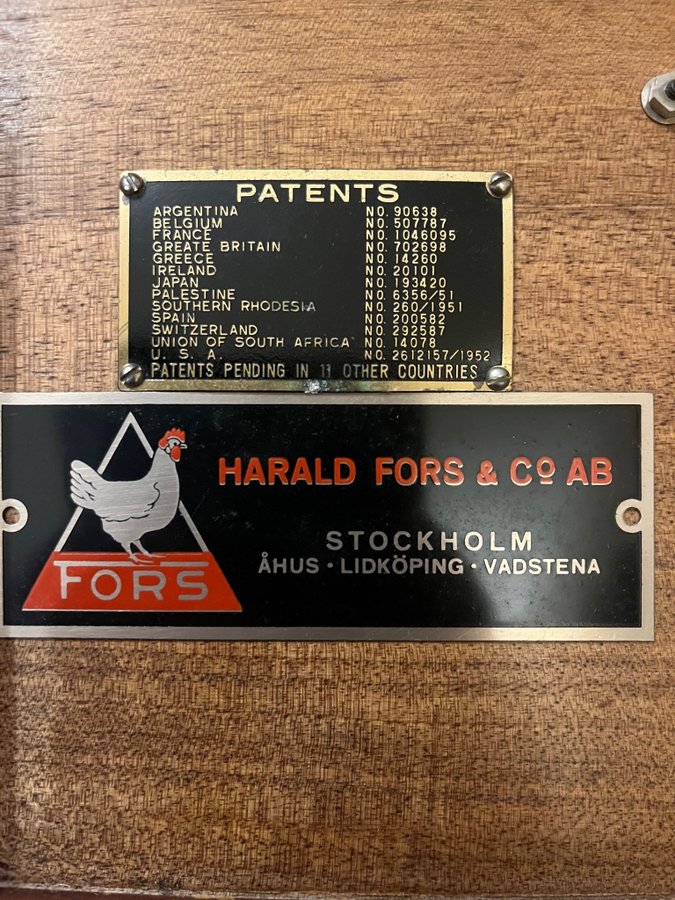 PATENTS
ARGENTINA NO. 90638
BELGIUM NO. 507787
FRANCE NO. 1046095
GREATE BRITAIN NO. 702698
GREECE NO. 14260
IRELAND NO. 20101
JAPAN NO. 193420
PALESTINE NO. 6356/51
SOUTHERN RHODESIA NO. 260/1951
SPAIN NO. 200582
SWITZERLAND NO. 292587
UNION OF SOUTH AFRICA NO. 14078
U. S. A. NO. 2612157/1952
PATENTS PENDING IN 11 OTHER COUNTRIES
HARALD FORS & Cº AB
STOCKHOLM
ÅHUS · LIDKÖPING · VADSTENA
FORS